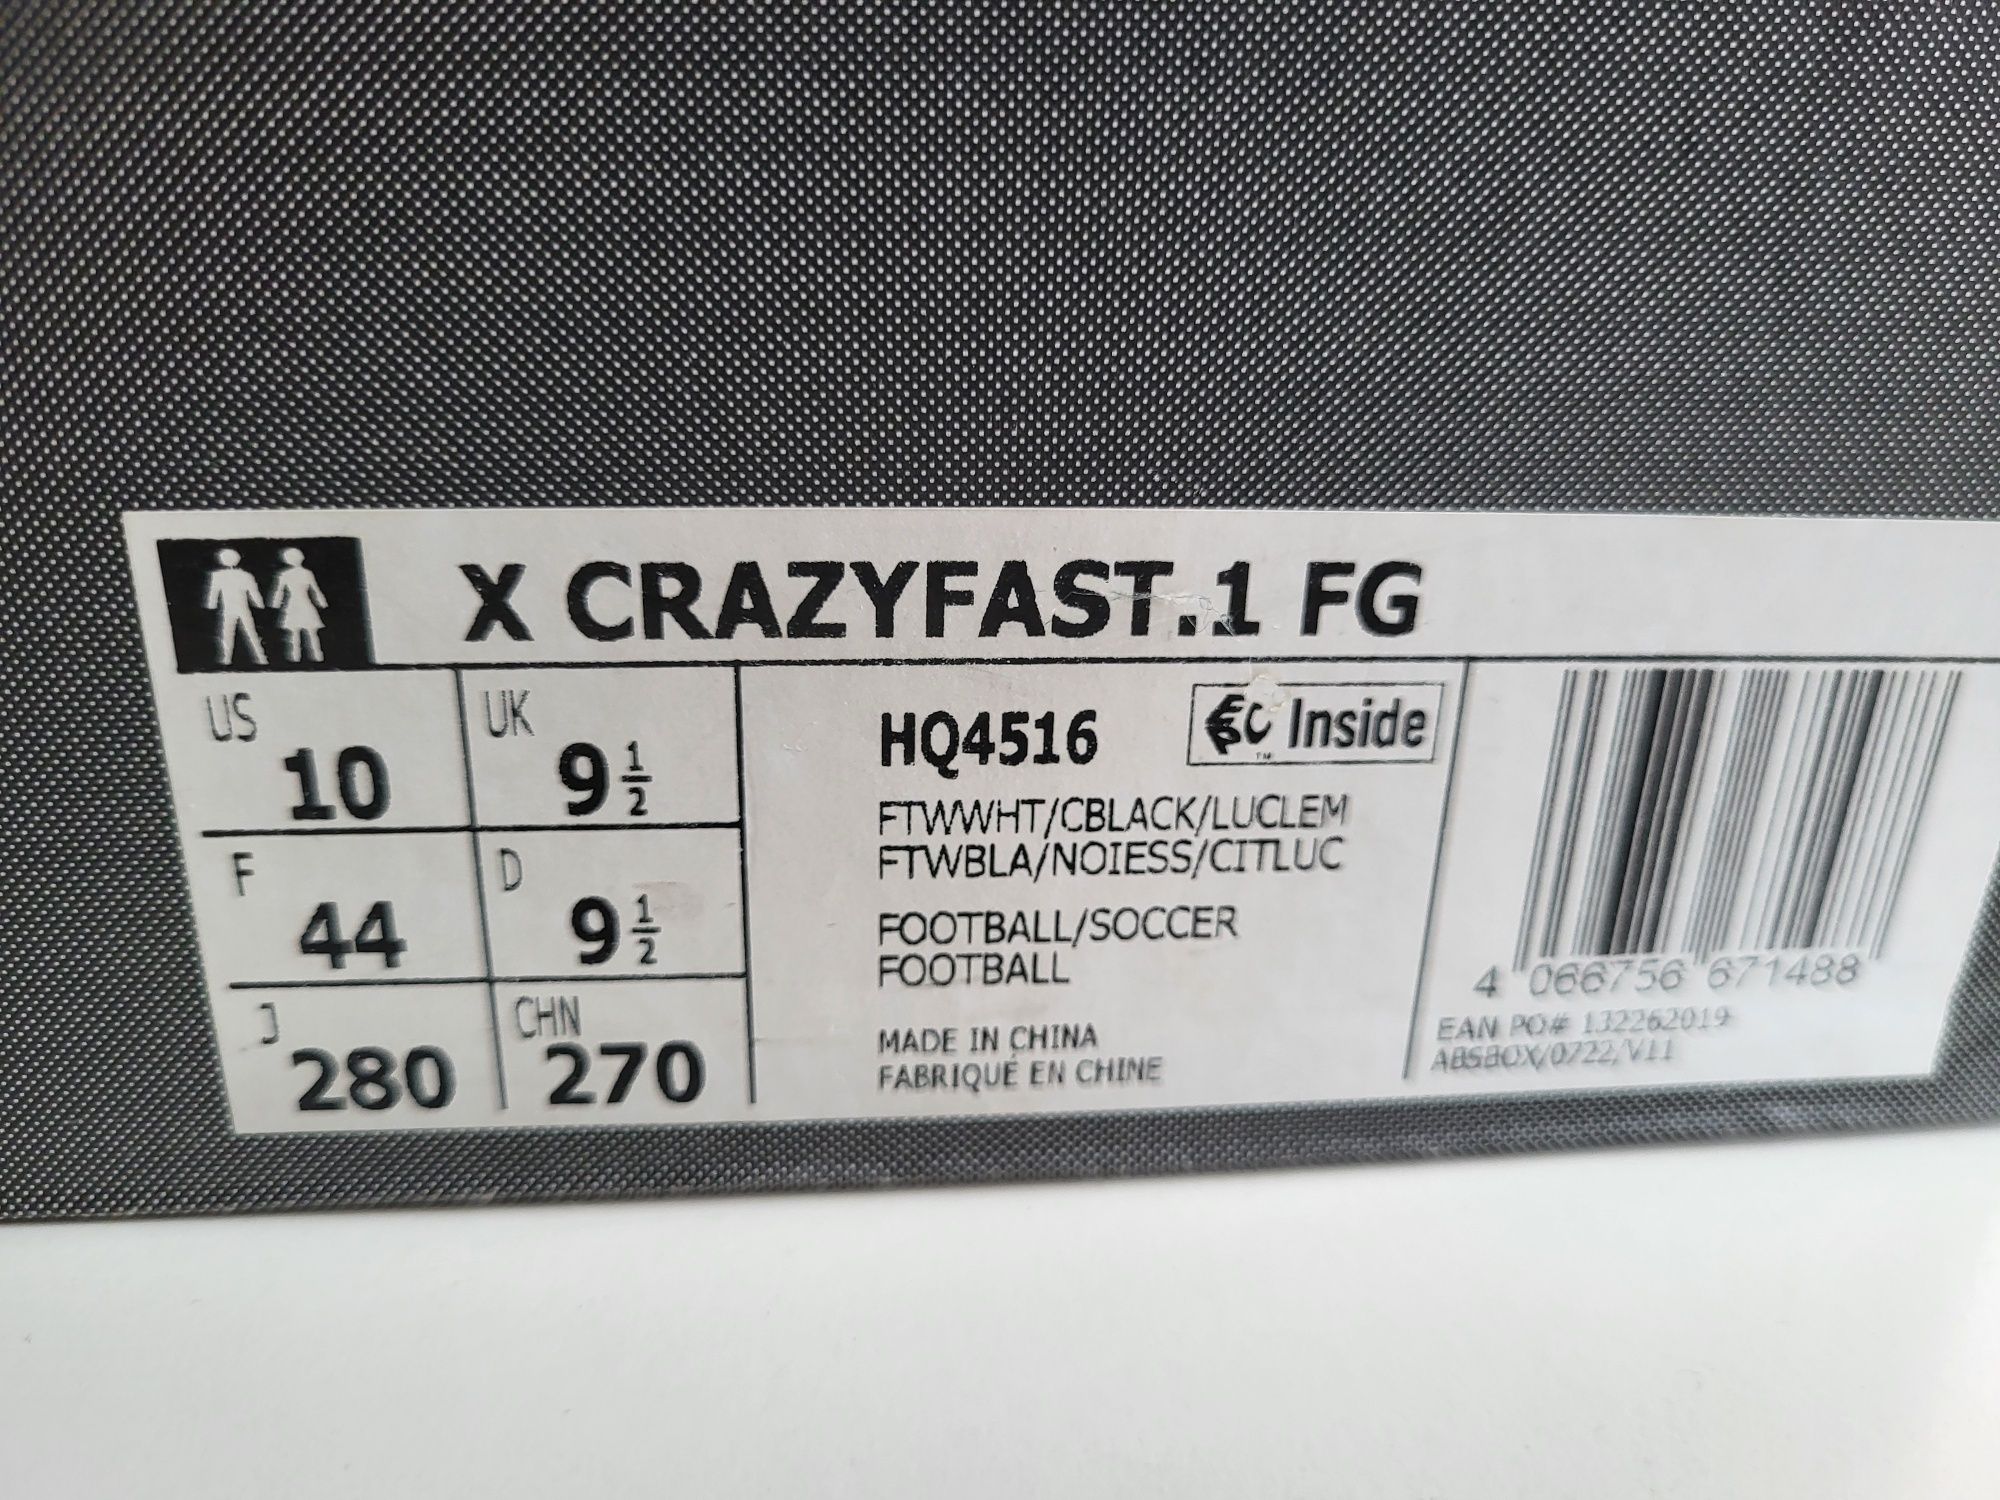 X CRAZYFAST.1 FG
US 10 UK 9 1/2
F 44 D 9 1/2
J 280 CHN 270
HQ4516
EPC Inside
TM
FTWWHT/CBLACK/LUCLEM
FTWBLA/NOIESS/CITLUC
FOOTBALL/SOCCER
FOOTBALL
MADE IN CHINA
FABRIQUÉ EN CHINE
4 066756 671488
EAN PO# 132262019
ABSBOX/0722/V11